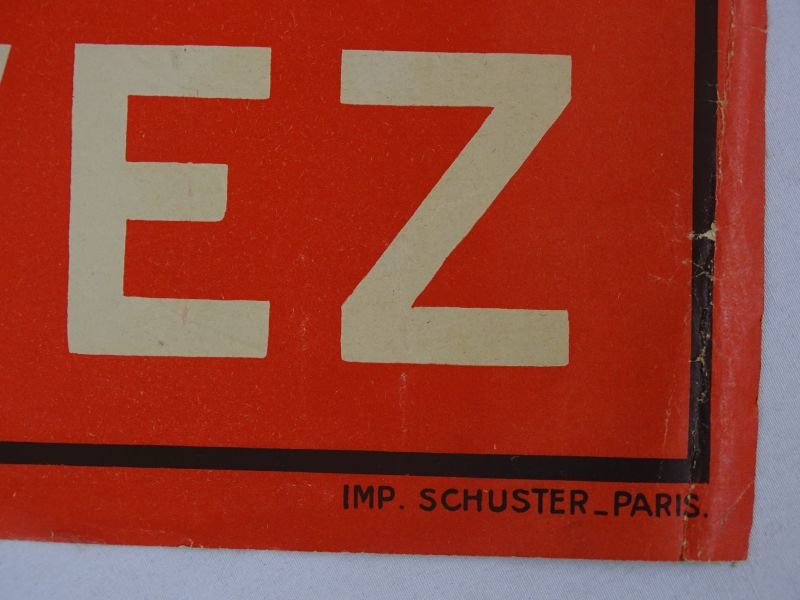 EZ
IMP. SCHUSTER_PARIS.